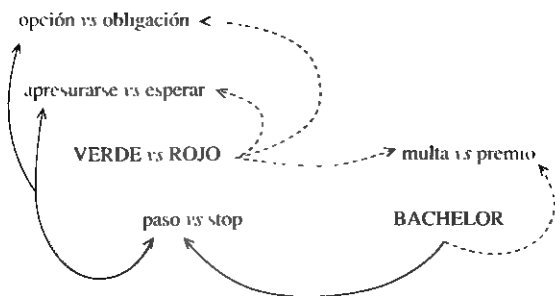 opción vs obligación
apresurarse vs esperar
VERDE vs ROJO
multa vs premio
paso vs stop
BACHELOR